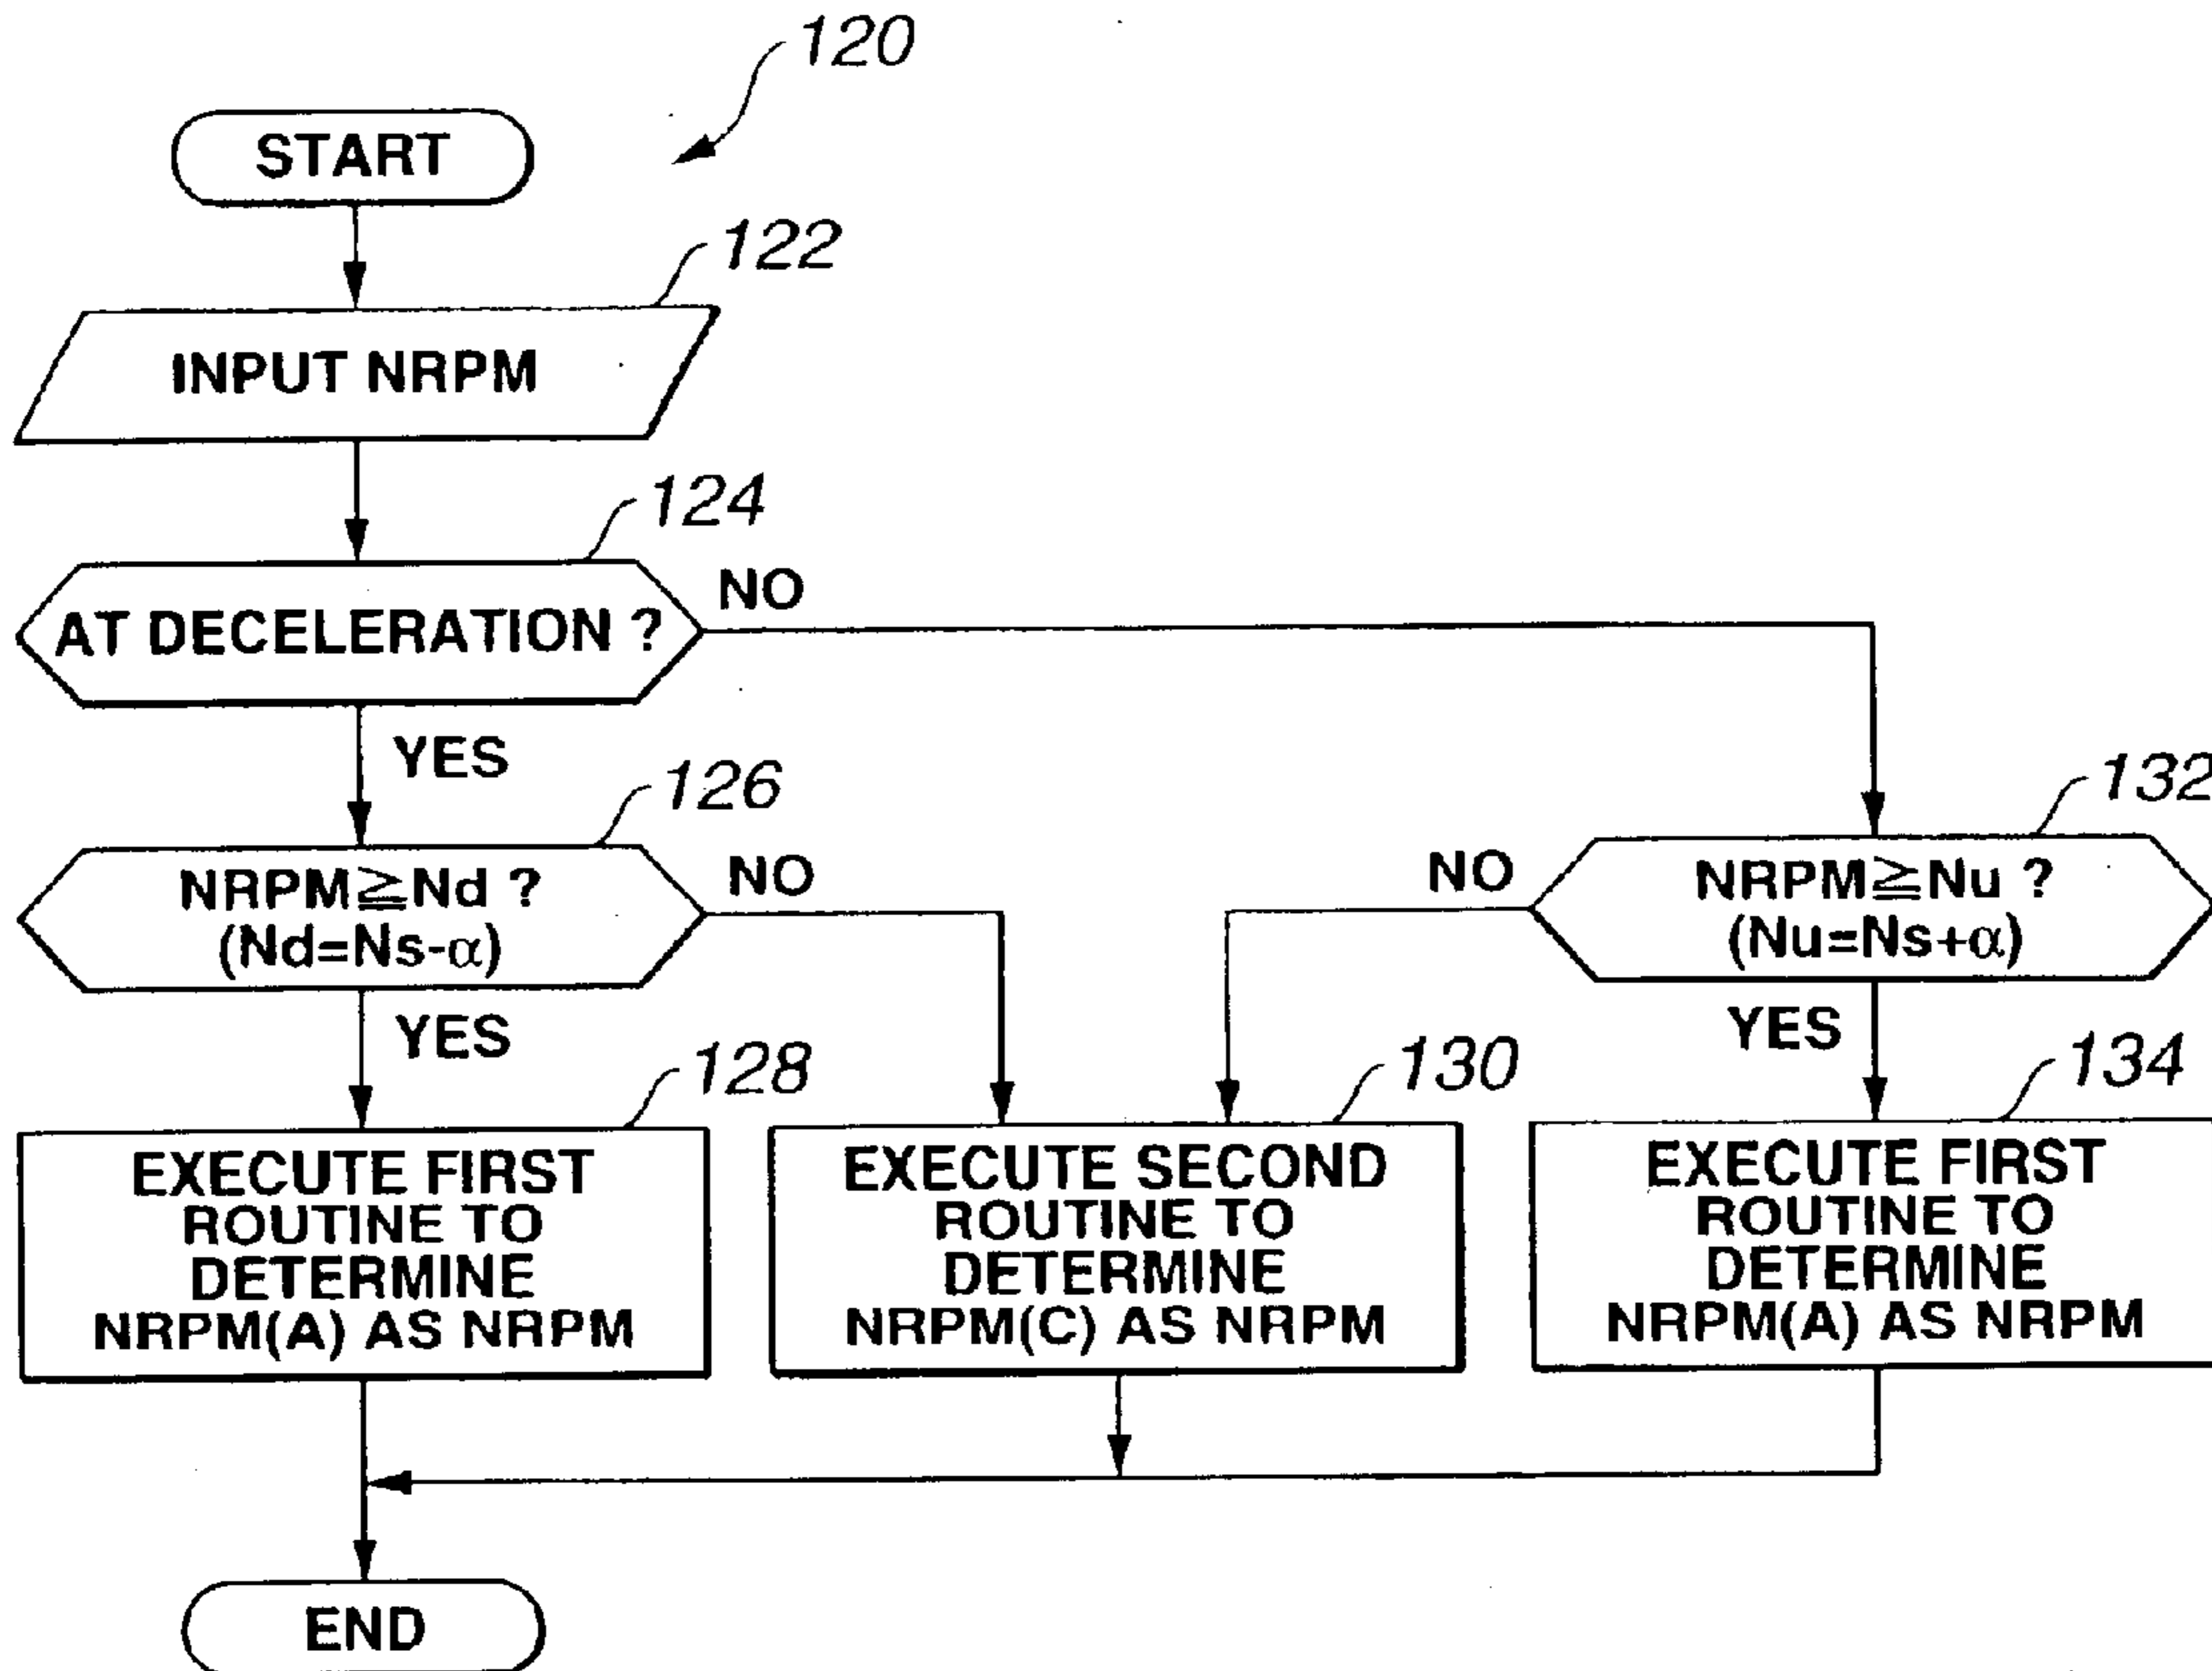 120
START
122
INPUT NRPM
124
AT DECELERATION ?
NO
YES
126
NRPM≧Nd ?
(Nd=Ns-α)
NO
YES
132
NRPM≧Nu ?
(Nu=Ns+α)
NO
YES
128
EXECUTE FIRST
ROUTINE TO
DETERMINE
NRPM(A) AS NRPM
130
EXECUTE SECOND
ROUTINE TO
DETERMINE
NRPM(C) AS NRPM
134
EXECUTE FIRST
ROUTINE TO
DETERMINE
NRPM(A) AS NRPM
END